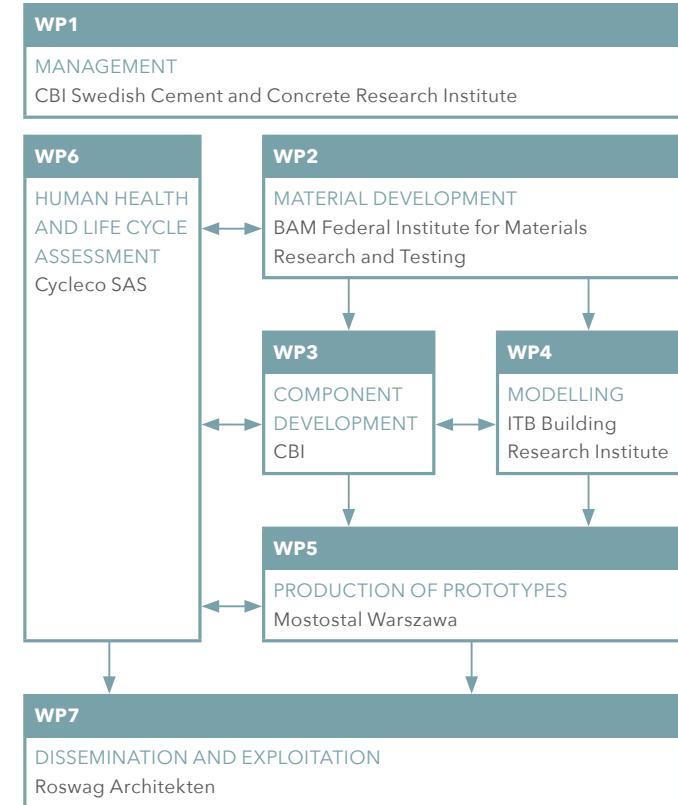 WP1
MANAGEMENT
CBI Swedish Cement and Concrete Research Institute
WP6
HUMAN HEALTH
AND LIFE CYCLE
ASSESSMENT
Cycleco SAS
WP2
MATERIAL DEVELOPMENT
BAM Federal Institute for Materials
Research and Testing
WP3
COMPONENT
DEVELOPMENT
CBI
WP4
MODELLING
ITB Building
Research Institute
WP5
PRODUCTION OF PROTOTYPES
Mostostal Warszawa
WP7
DISSEMINATION AND EXPLOITATION
Roswag Architekten